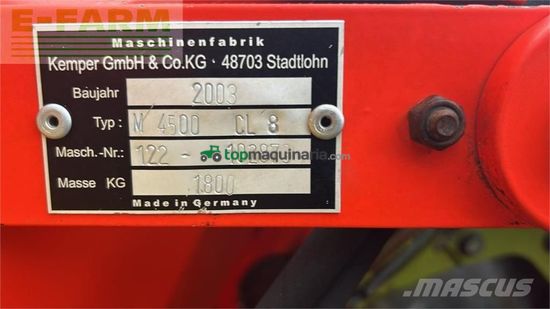 E-FARM
Maschinenfabrik
Kemper GmbH & Co.KG · 48703 Stadtlohn
Baujahr 2003
Typ: M 4500 CL 8
Masch.-Nr.: 122 -
topmaquinaria.com
Masse KG 1800
Made in Germany
MASCUS